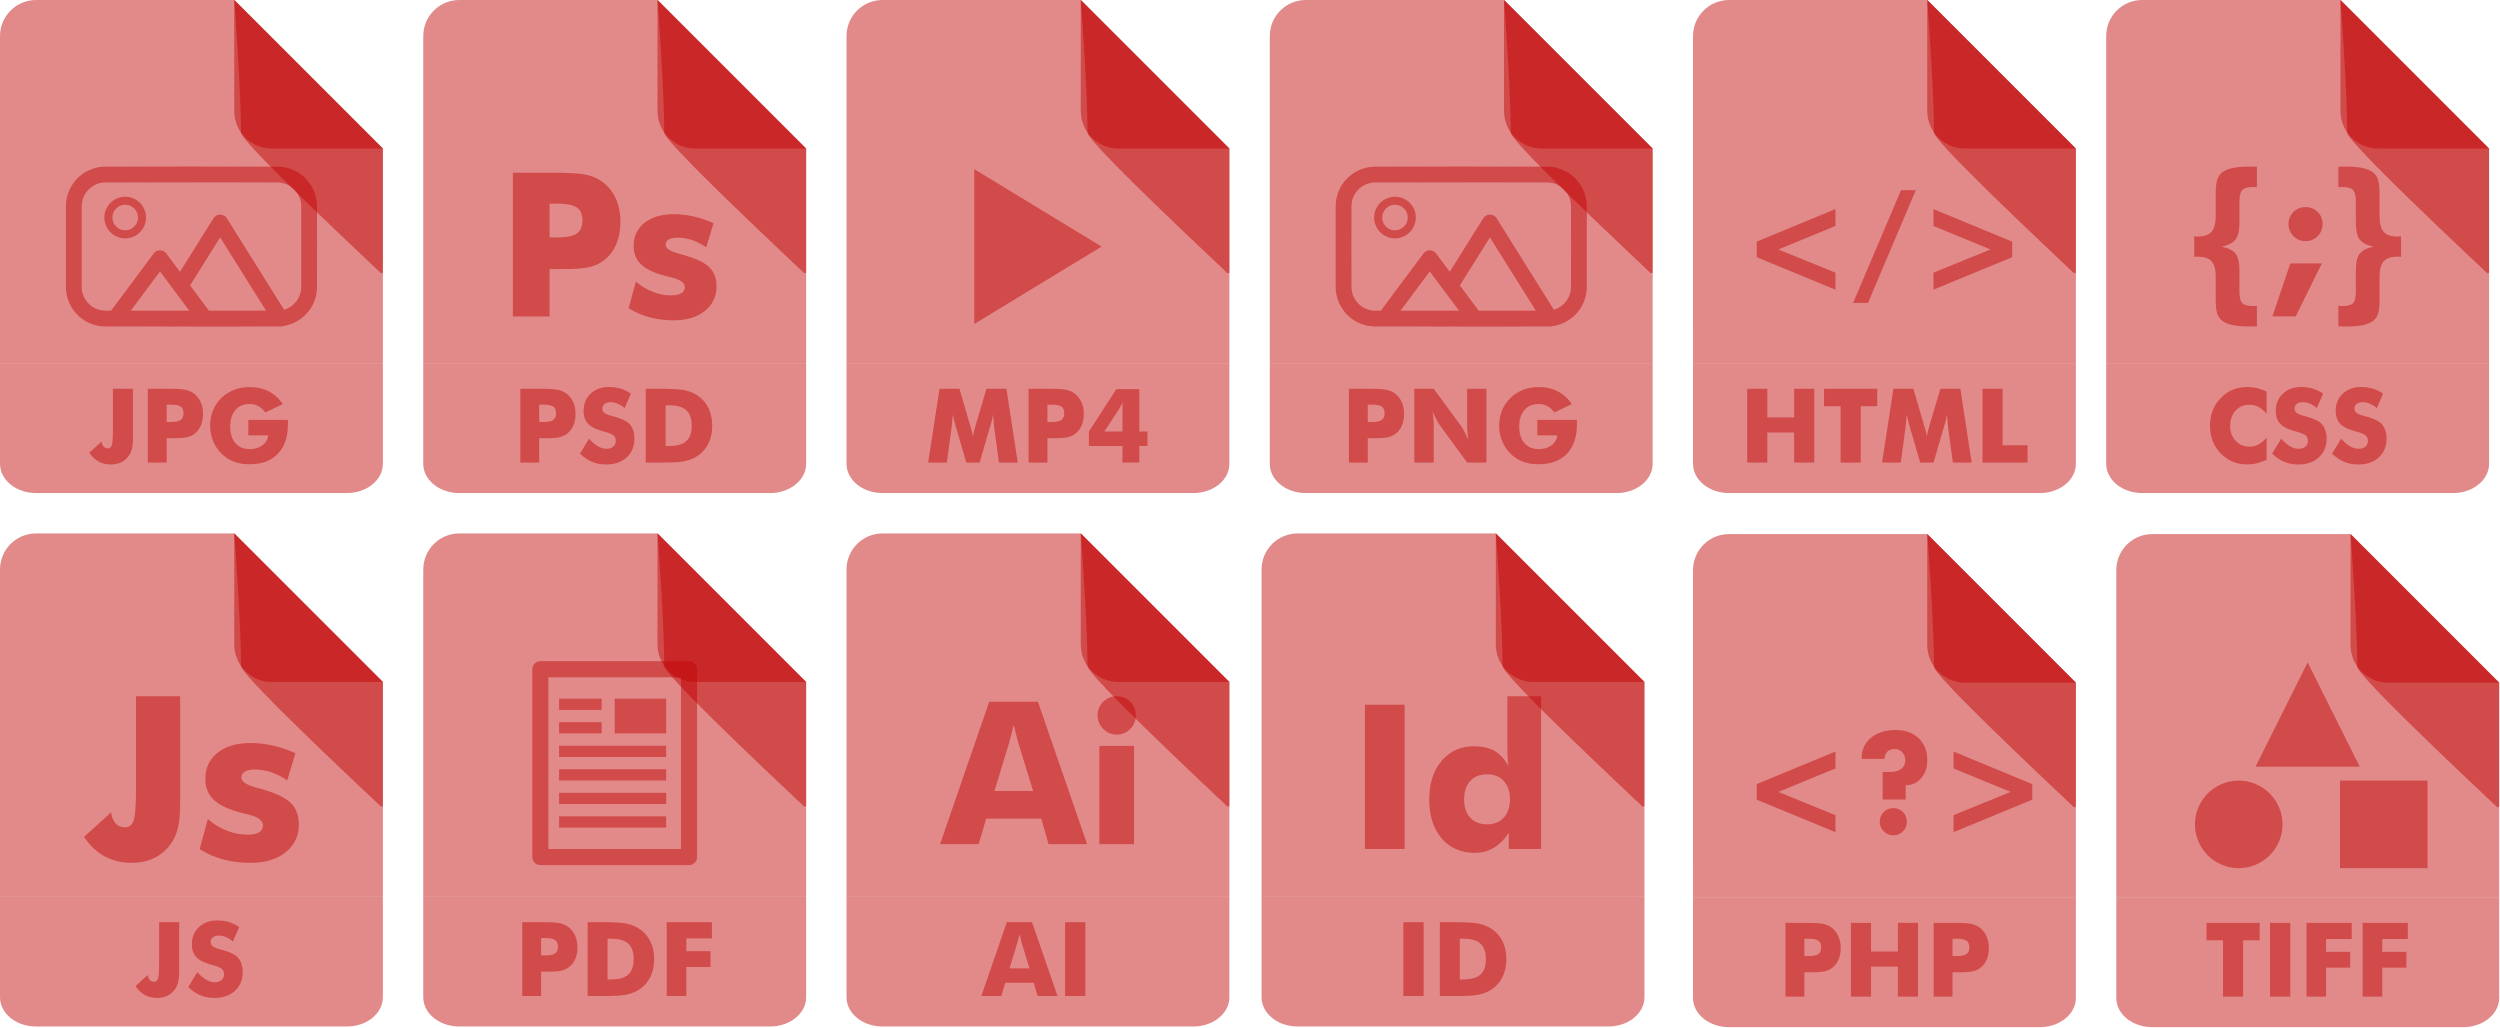 Ps
</>
{;}
JPG
PSD
MP4
PNG
HTML
CSS
Js
Ai
Id
<?>
JS
PDF
AI
ID
PHP
TIFF